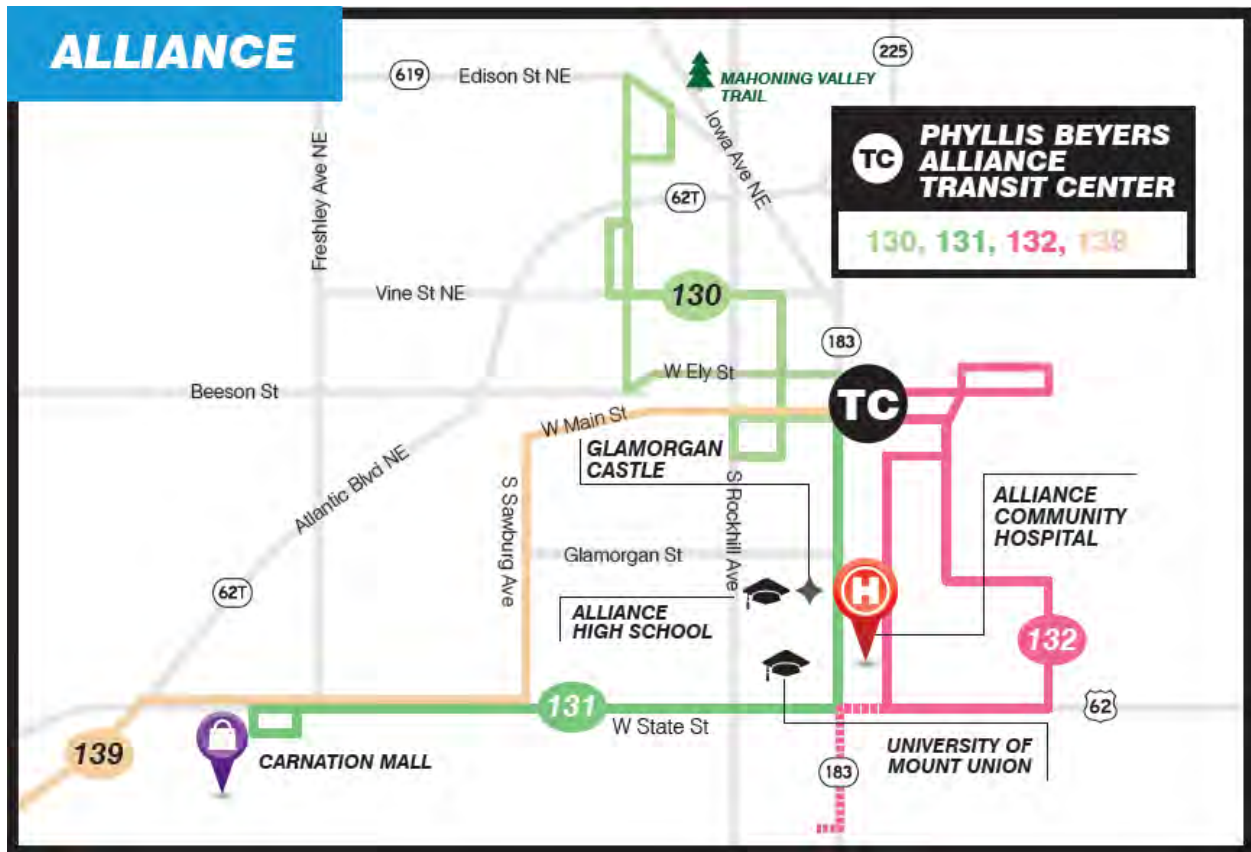 ALLIANCE
619
Edison St NE
MAHONING VALLEY
TRAIL
225
Freshley Ave NE
Iowa Ave NE
62T
TC
PHYLLIS BEYERS
ALLIANCE
TRANSIT CENTER
130, 131, 132, 139
Vine St NE
130
183
W Ely St
Beeson St
TC
W Main St
GLAMORGAN
CASTLE
Atlantic Blvd NE
S Sawburg Ave
S Rockhill Ave
ALLIANCE
COMMUNITY
HOSPITAL
Glamorgan St
62T
H
ALLIANCE
HIGH SCHOOL
132
131
W State St
62
139
CARNATION MALL
183
UNIVERSITY OF
MOUNT UNION